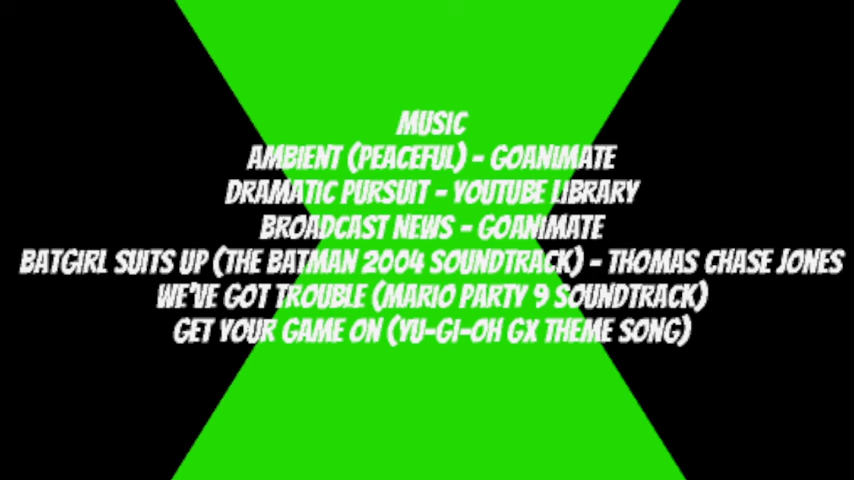 MUSIC
AMBIENT (PEACEFUL) - GOANIMATE
DRAMATIC PURSUIT - YOUTUBE LIBRARY
BROADCAST NEWS - GOANIMATE
BATGIRL SUITS UP (THE BATMAN 2004 SOUNDTRACK) - THOMAS CHASE JONES
WE'VE GOT TROUBLE (MARIO PARTY 9 SOUNDTRACK)
GET YOUR GAME ON (YU-GI-OH GX THEME SONG)